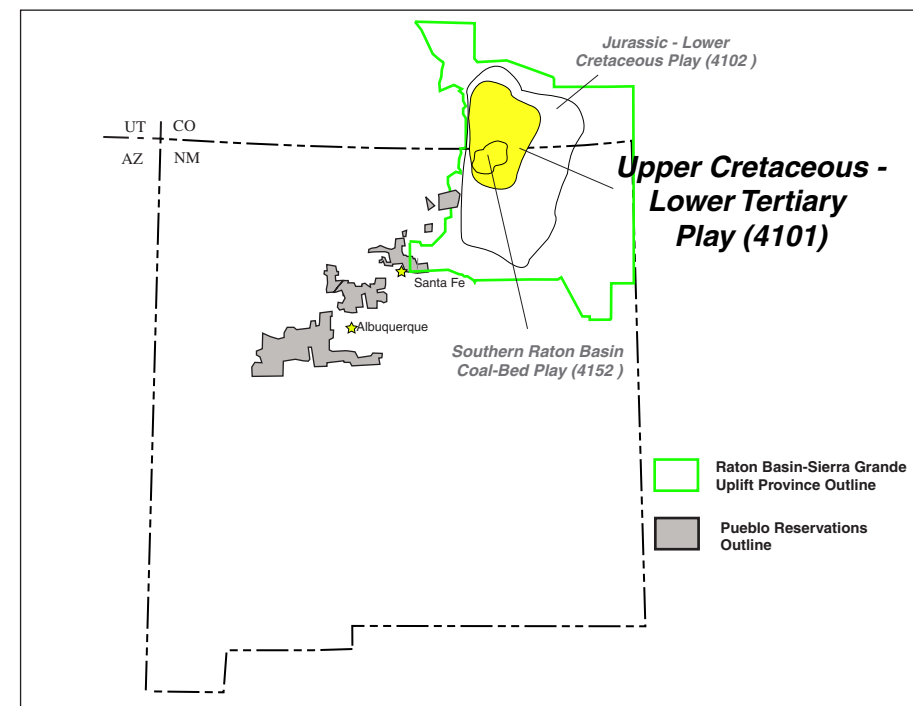 Jurassic - Lower
Cretaceous Play (4102 )
UT CO
AZ NM
Upper Cretaceous -
Lower Tertiary
Play (4101)
Santa Fe
Albuquerque
Southern Raton Basin
Coal-Bed Play (4152 )
Raton Basin-Sierra Grande
Uplift Province Outline
Pueblo Reservations
Outline